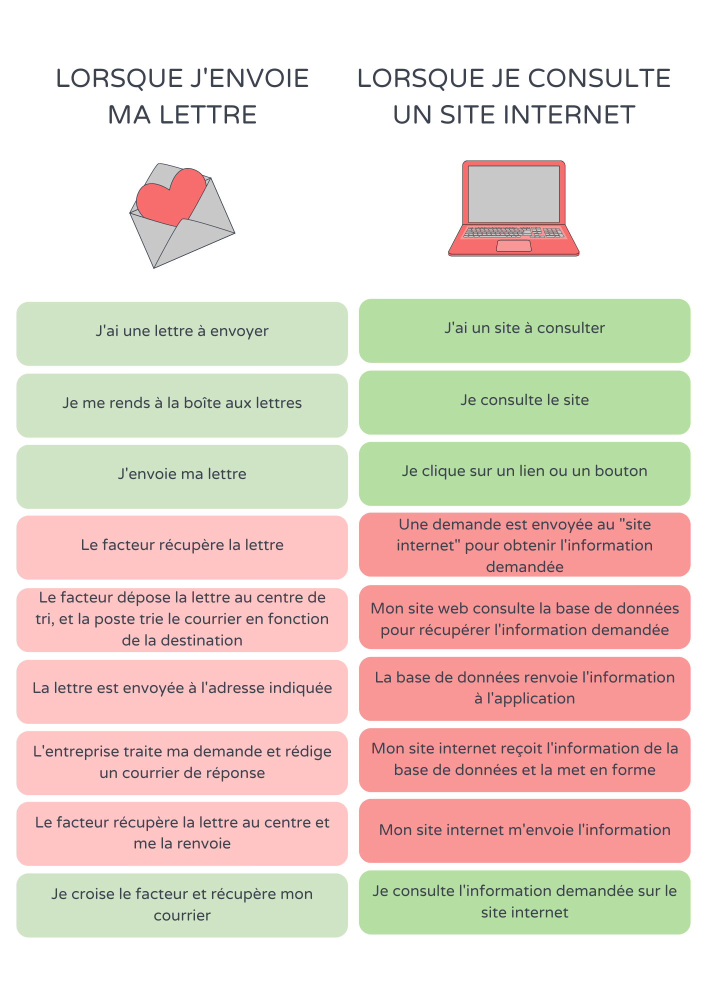 LORSQUE J'ENVOIE
MA LETTRE
LORSQUE JE CONSULTE
UN SITE INTERNET
J'ai une lettre à envoyer
Je me rends à la boîte aux lettres
J'envoie ma lettre
Le facteur récupère la lettre
Le facteur dépose la lettre au centre de
tri, et la poste trie le courrier en fonction
de la destination
La lettre est envoyée à l'adresse indiquée
L'entreprise traite ma demande et rédige
un courrier de réponse
Le facteur récupère la lettre au centre et
me la renvoie
Je croise le facteur et récupère mon
courrier
J'ai un site à consulter
Je consulte le site
Je clique sur un lien ou un bouton
Une demande est envoyée au "site
internet" pour obtenir l'information
demandée
Mon site web consulte la base de données
pour récupérer l'information demandée
La base de données renvoie l'information
à l'application
Mon site internet reçoit l'information de la
base de données et la met en forme
Mon site internet m'envoie l'information
Je consulte l'information demandée sur le
site internet